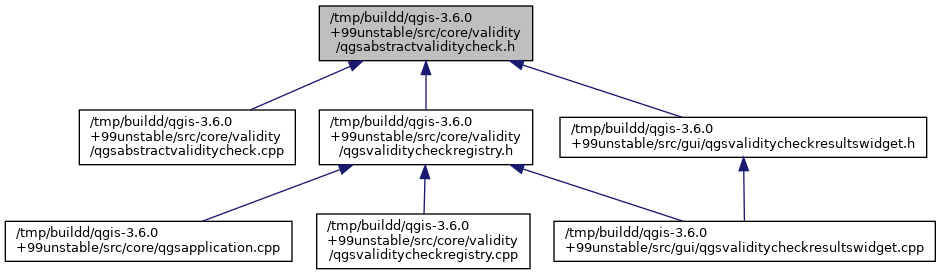 /tmp/buildd/qgis-3.6.0
+99unstable/src/core/validity
/qgsabstractvaliditycheck.h
/tmp/buildd/qgis-3.6.0
+99unstable/src/core/validity
/qgsabstractvaliditycheck.cpp
/tmp/buildd/qgis-3.6.0
+99unstable/src/core/validity
/qgsvaliditycheckregistry.h
/tmp/buildd/qgis-3.6.0
+99unstable/src/gui/qgsvaliditycheckresultswidget.h
/tmp/buildd/qgis-3.6.0
+99unstable/src/core/qgsapplication.cpp
/tmp/buildd/qgis-3.6.0
+99unstable/src/core/validity
/qgsvaliditycheckregistry.cpp
/tmp/buildd/qgis-3.6.0
+99unstable/src/gui/qgsvaliditycheckresultswidget.cpp